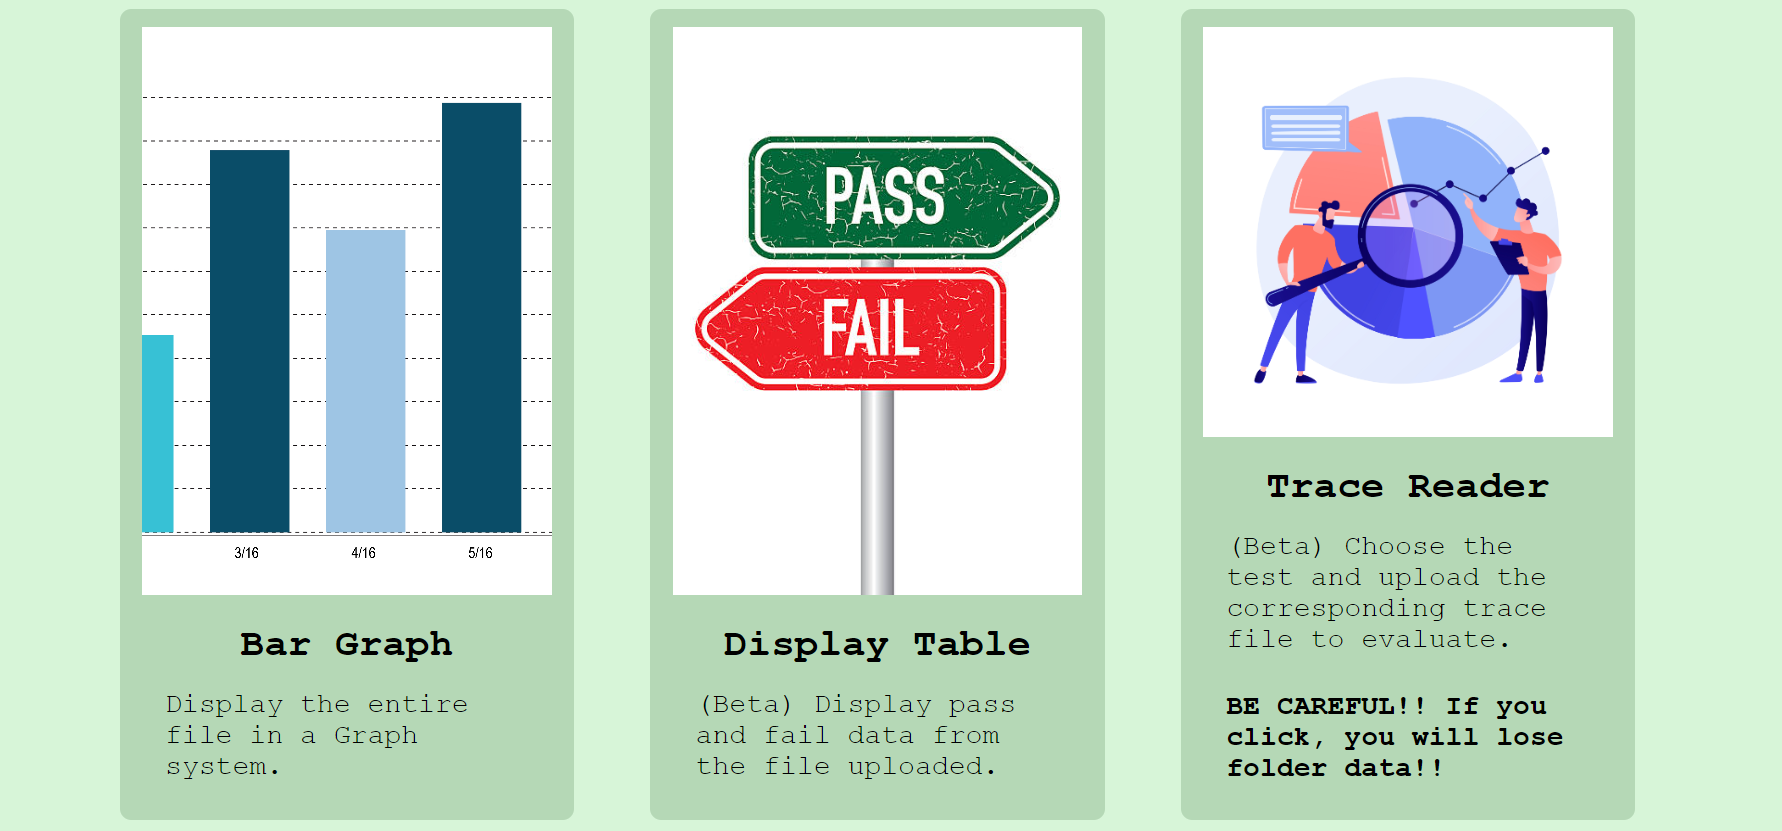 3/16 4/16 5/16
Bar Graph
Display the entire
file in a Graph
system.
PASS
FAIL
Display Table
(Beta) Display pass
and fail data from
the file uploaded.
Trace Reader
(Beta) Choose the
test and upload the
corresponding trace
file to evaluate.
BE CAREFUL!! If you
click, you will lose
folder data!!